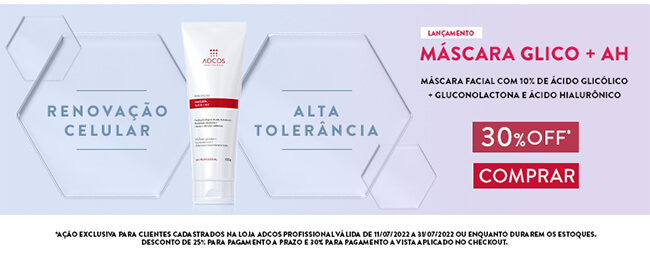 LANÇAMENTO
MÁSCARA GLICO + AH
MÁSCARA FACIAL COM 10% DE ÁCIDO GLICÓLICO
+ GLUCONOLACTONA E ÁCIDO HIALURÔNICO
30%OFF*
COMPRAR
RENOVAÇÃO
CELULAR
ADCOS
ALTA
TOLERÂNCIA
*AÇÃO EXCLUSIVA PARA CLIENTES CADASTRADOS NA LOJA ADCOS PROFISSIONAL VÁLIDA DE 11/07/2022 A 31/07/2022 OU ENQUANTO DURAREM OS ESTOQUES.
DESCONTO DE 25% PARA PAGAMENTO A PRAZO E 30% PARA PAGAMENTO A VISTA APLICADO NO CHECKOUT.